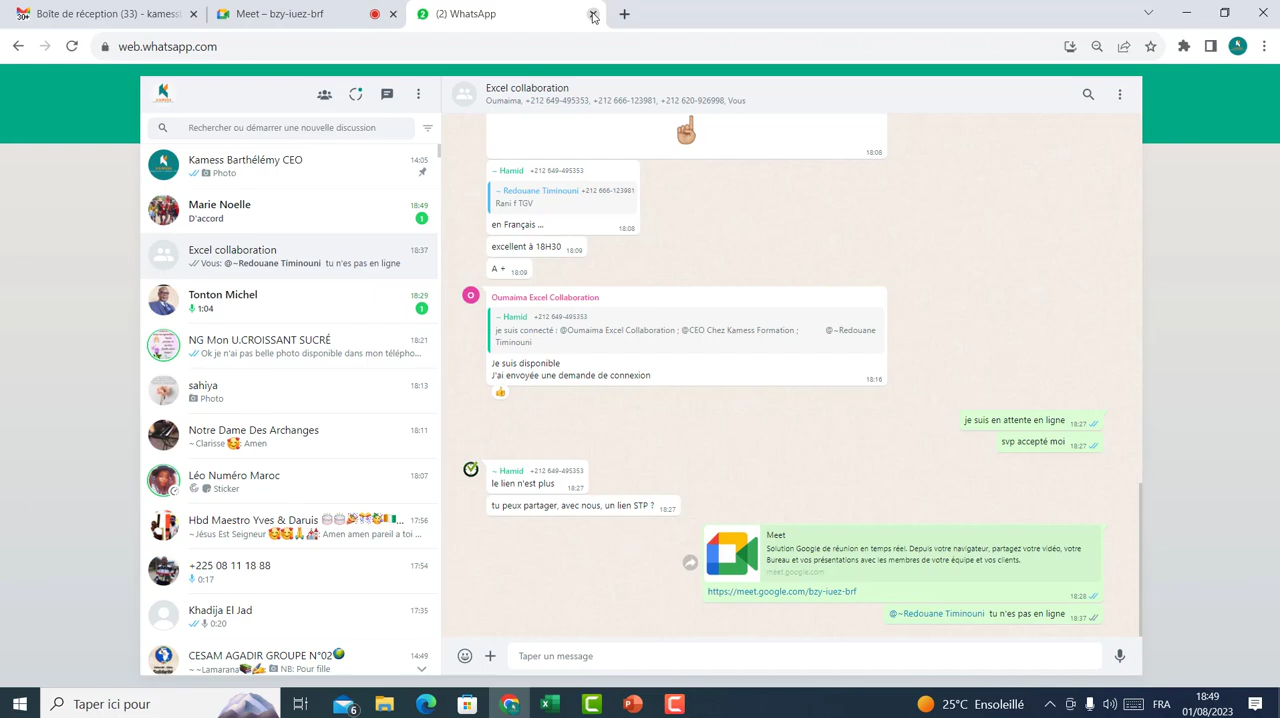 Boîte de réception (33) - kamess
Meet – bzy-iuez-brf
(2) WhatsApp
web.whatsapp.com
Rechercher ou démarrer une nouvelle discussion
Kamess Barthélémy CEO
14:05
Photo
Marie Noelle
18:49
D'accord
1
Excel collaboration
18:37
Vous: @~Redouane Timinouni tu n'es pas en ligne
Tonton Michel
18:29
1:04
1
NG Mon U.CROISSANT SUCRÉ
18:21
Ok je n'ai pas belle photo disponible dans mon télépho...
sahiya
18:13
Photo
Notre Dame Des Archanges
18:11
~Clarisse 🥰: Amen
Léo Numéro Maroc
18:07
Sticker
Hbd Maestro Yves & Daruis
17:56
~Jésus Est Seigneur 🥰🥰🙏: Amen amen pareil a toi ...
+225 08 11 18 88
17:54
0:17
Khadija El Jad
17:35
0:20
CESAM AGADIR GROUPE N°02🌍
14:49
~~Lamarana: NB: Pour fille
Excel collaboration
Oumaima, +212 649-495353, +212 666-123981, +212 620-926998, Vous
18:08
~ Hamid +212 649-495353
~ Redouane Timinouni +212 666-123981
Rani f TGV
en Français ...
18:08
excellent à 18H30 18:09
A + 18:09
O
Oumaima Excel Collaboration
~ Hamid +212 649-495353
je suis connecté : @Oumaima Excel Collaboration ; @CEO Chez Kamess Formation ; @~Redouane
Timinouni
Je suis disponible
J'ai envoyée une demande de connexion
18:16
je suis en attente en ligne 18:27
svp accepté moi 18:27
~ Hamid +212 649-495353
le lien n'est plus 18:27
tu peux partager, avec nous, un lien STP ? 18:27
Meet
Solution Google de réunion en temps réel. Depuis votre navigateur, partagez votre vidéo, votre
Bureau et vos présentations avec les membres de votre équipe et vos clients.
meet.google.com
https://meet.google.com/bzy-iuez-brf
18:28
@~Redouane Timinouni tu n'es pas en ligne 18:37
Taper un message
Taper ici pour
6
25°C Ensoleillé
FRA
18:49
01/08/2023